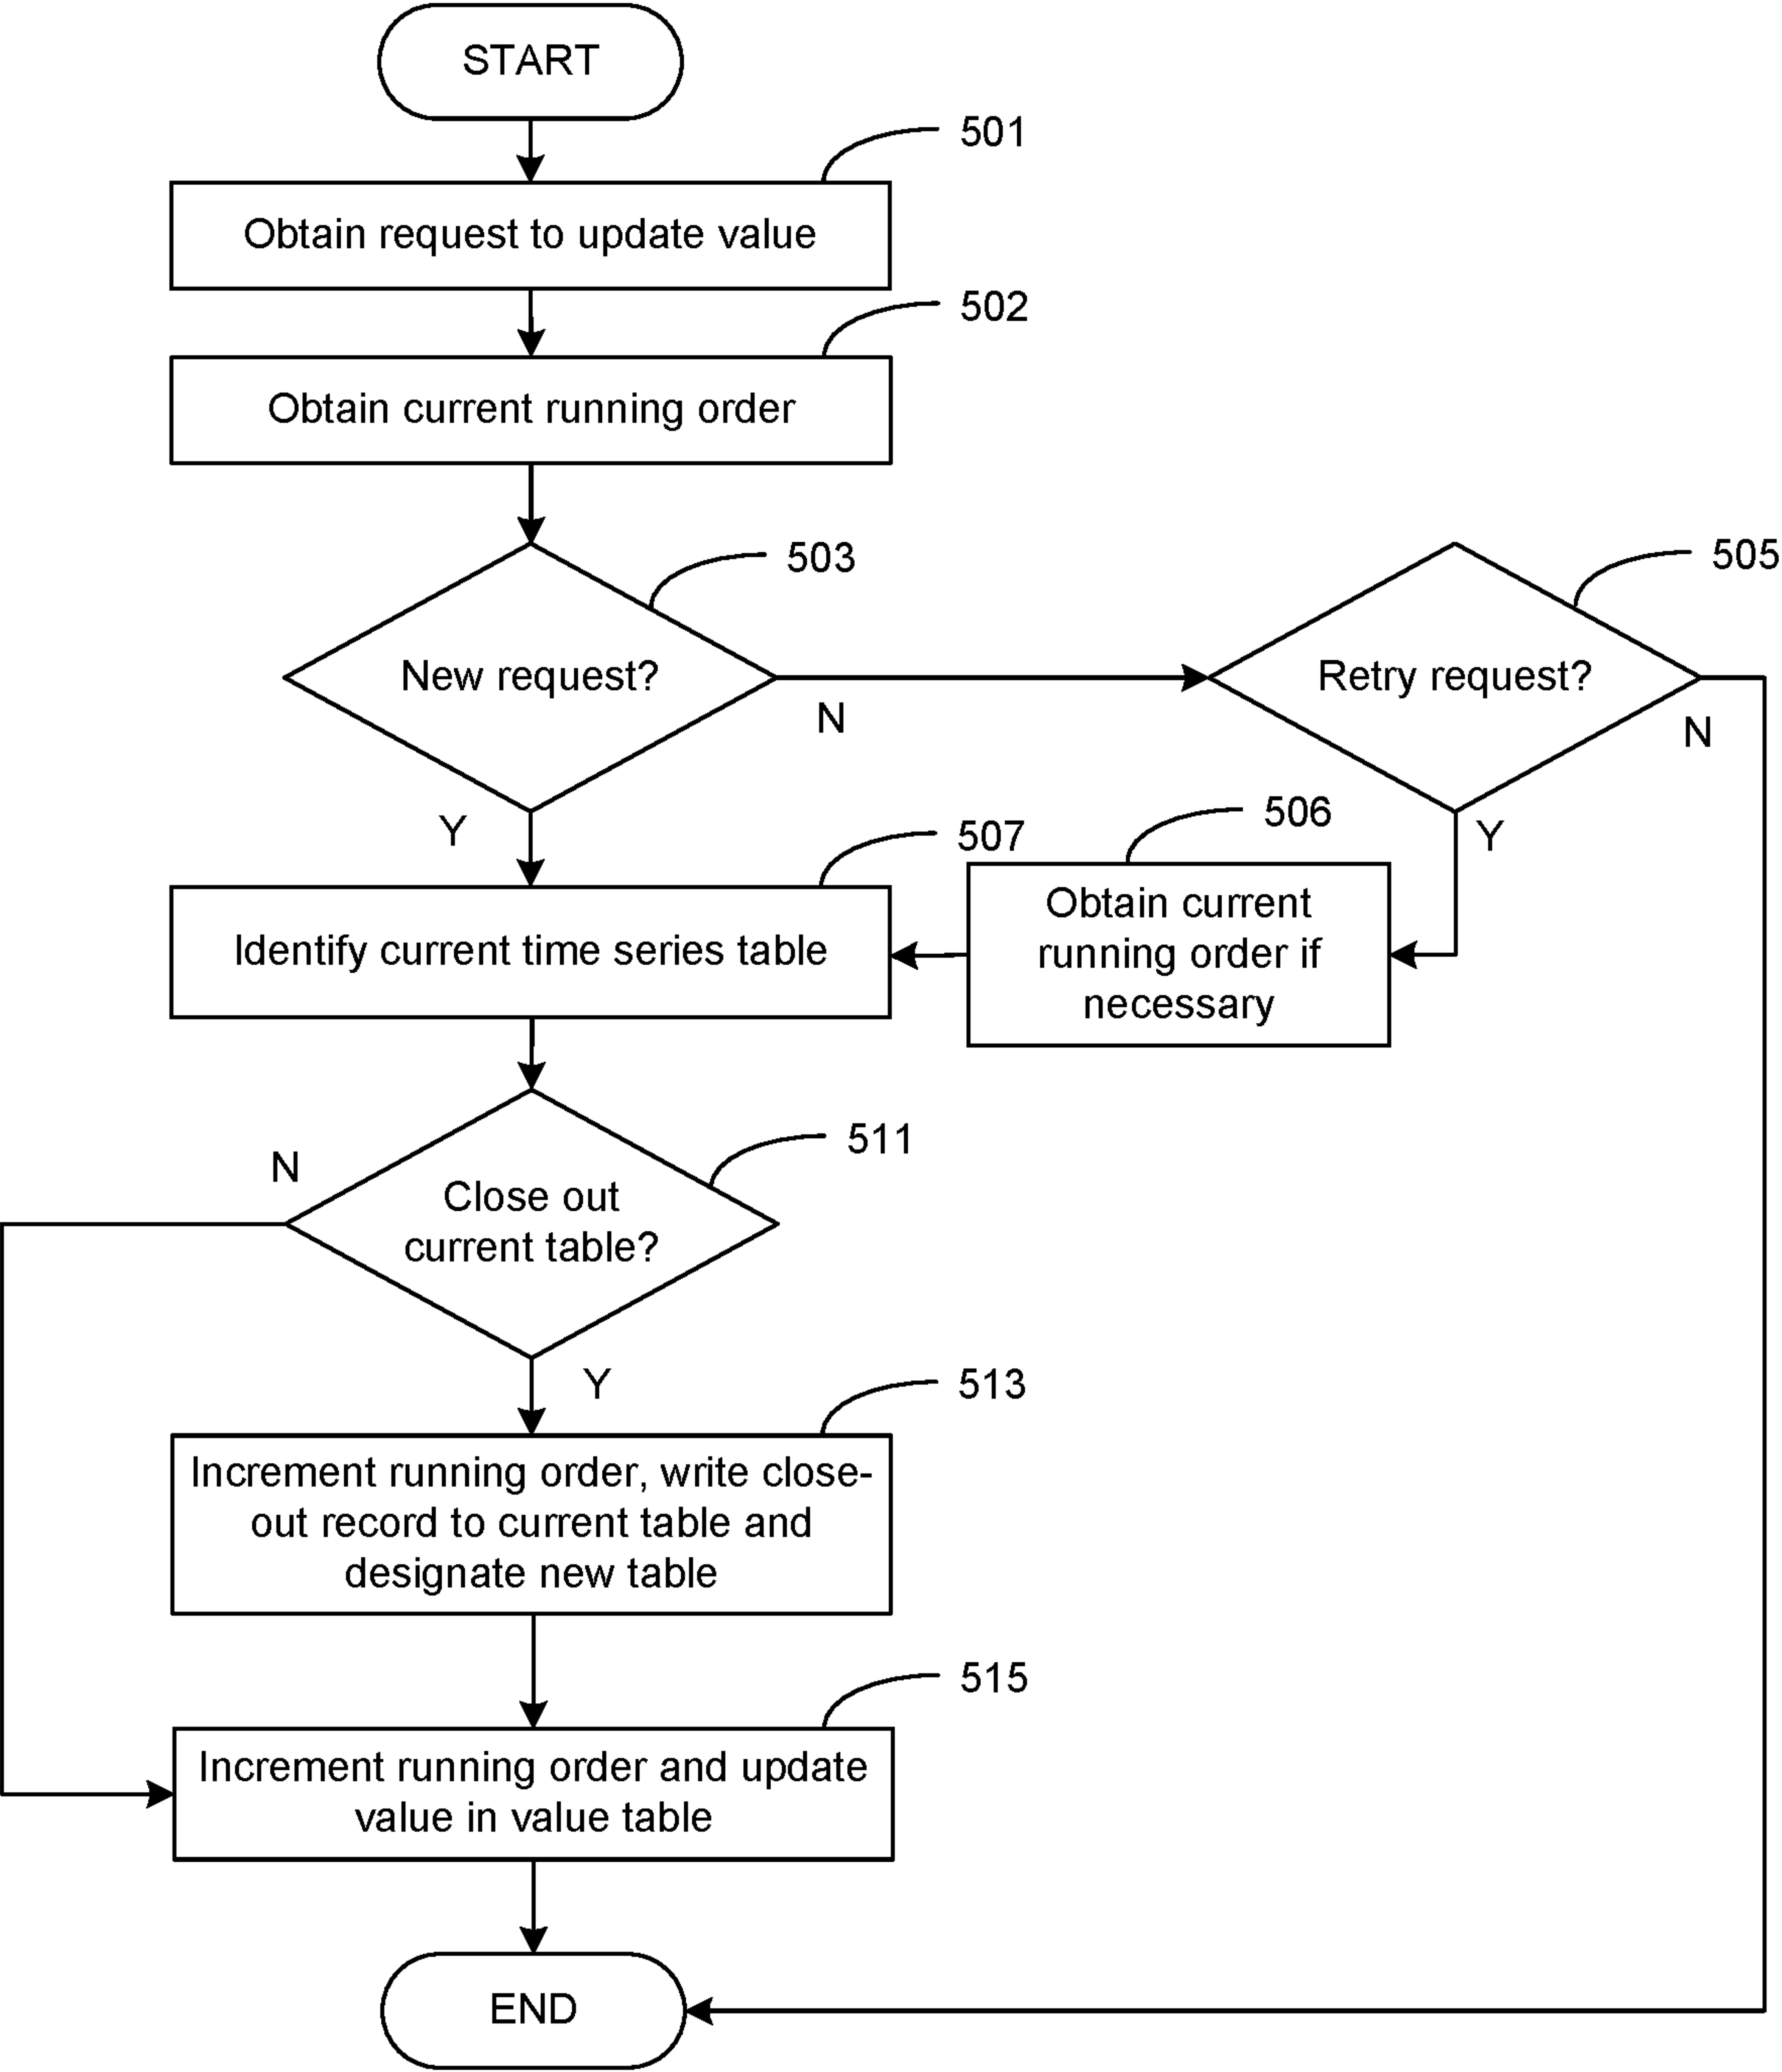 START
501
Obtain request to update value
502
Obtain current running order
503
505
New request?
Retry request?
N
N
Y
507
506
Y
Obtain current
running order if
necessary
Identify current time series table
511
N
Close out
current table?
Y
513
Increment running order, write close-
out record to current table and
designate new table
515
Increment running order and update
value in value table
END